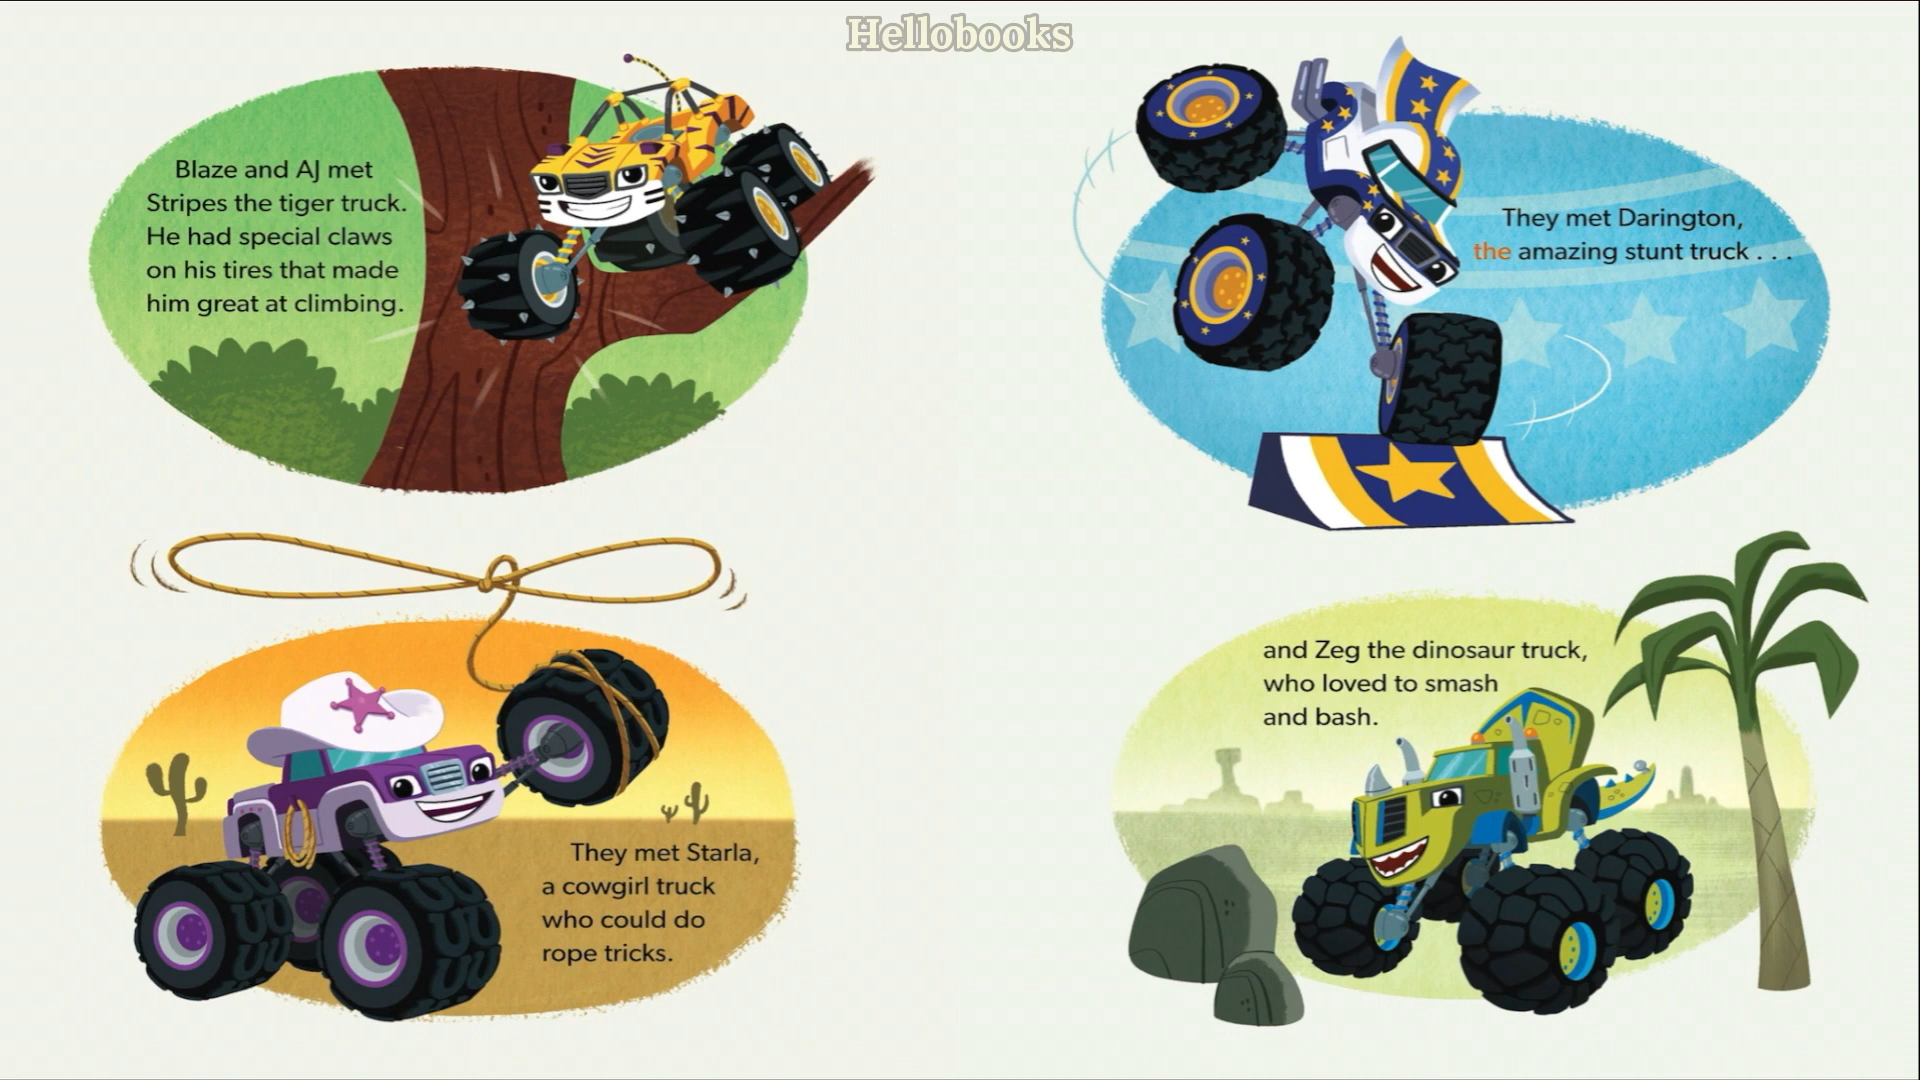 Hellobooks
Blaze and AJ met
Stripes the tiger truck.
He had special claws
on his tires that made
him great at climbing.
They met Starla,
a cowgirl truck
who could do
rope tricks.
They met Darington,
the amazing stunt truck . . .
and Zeg the dinosaur truck,
who loved to smash
and bash.